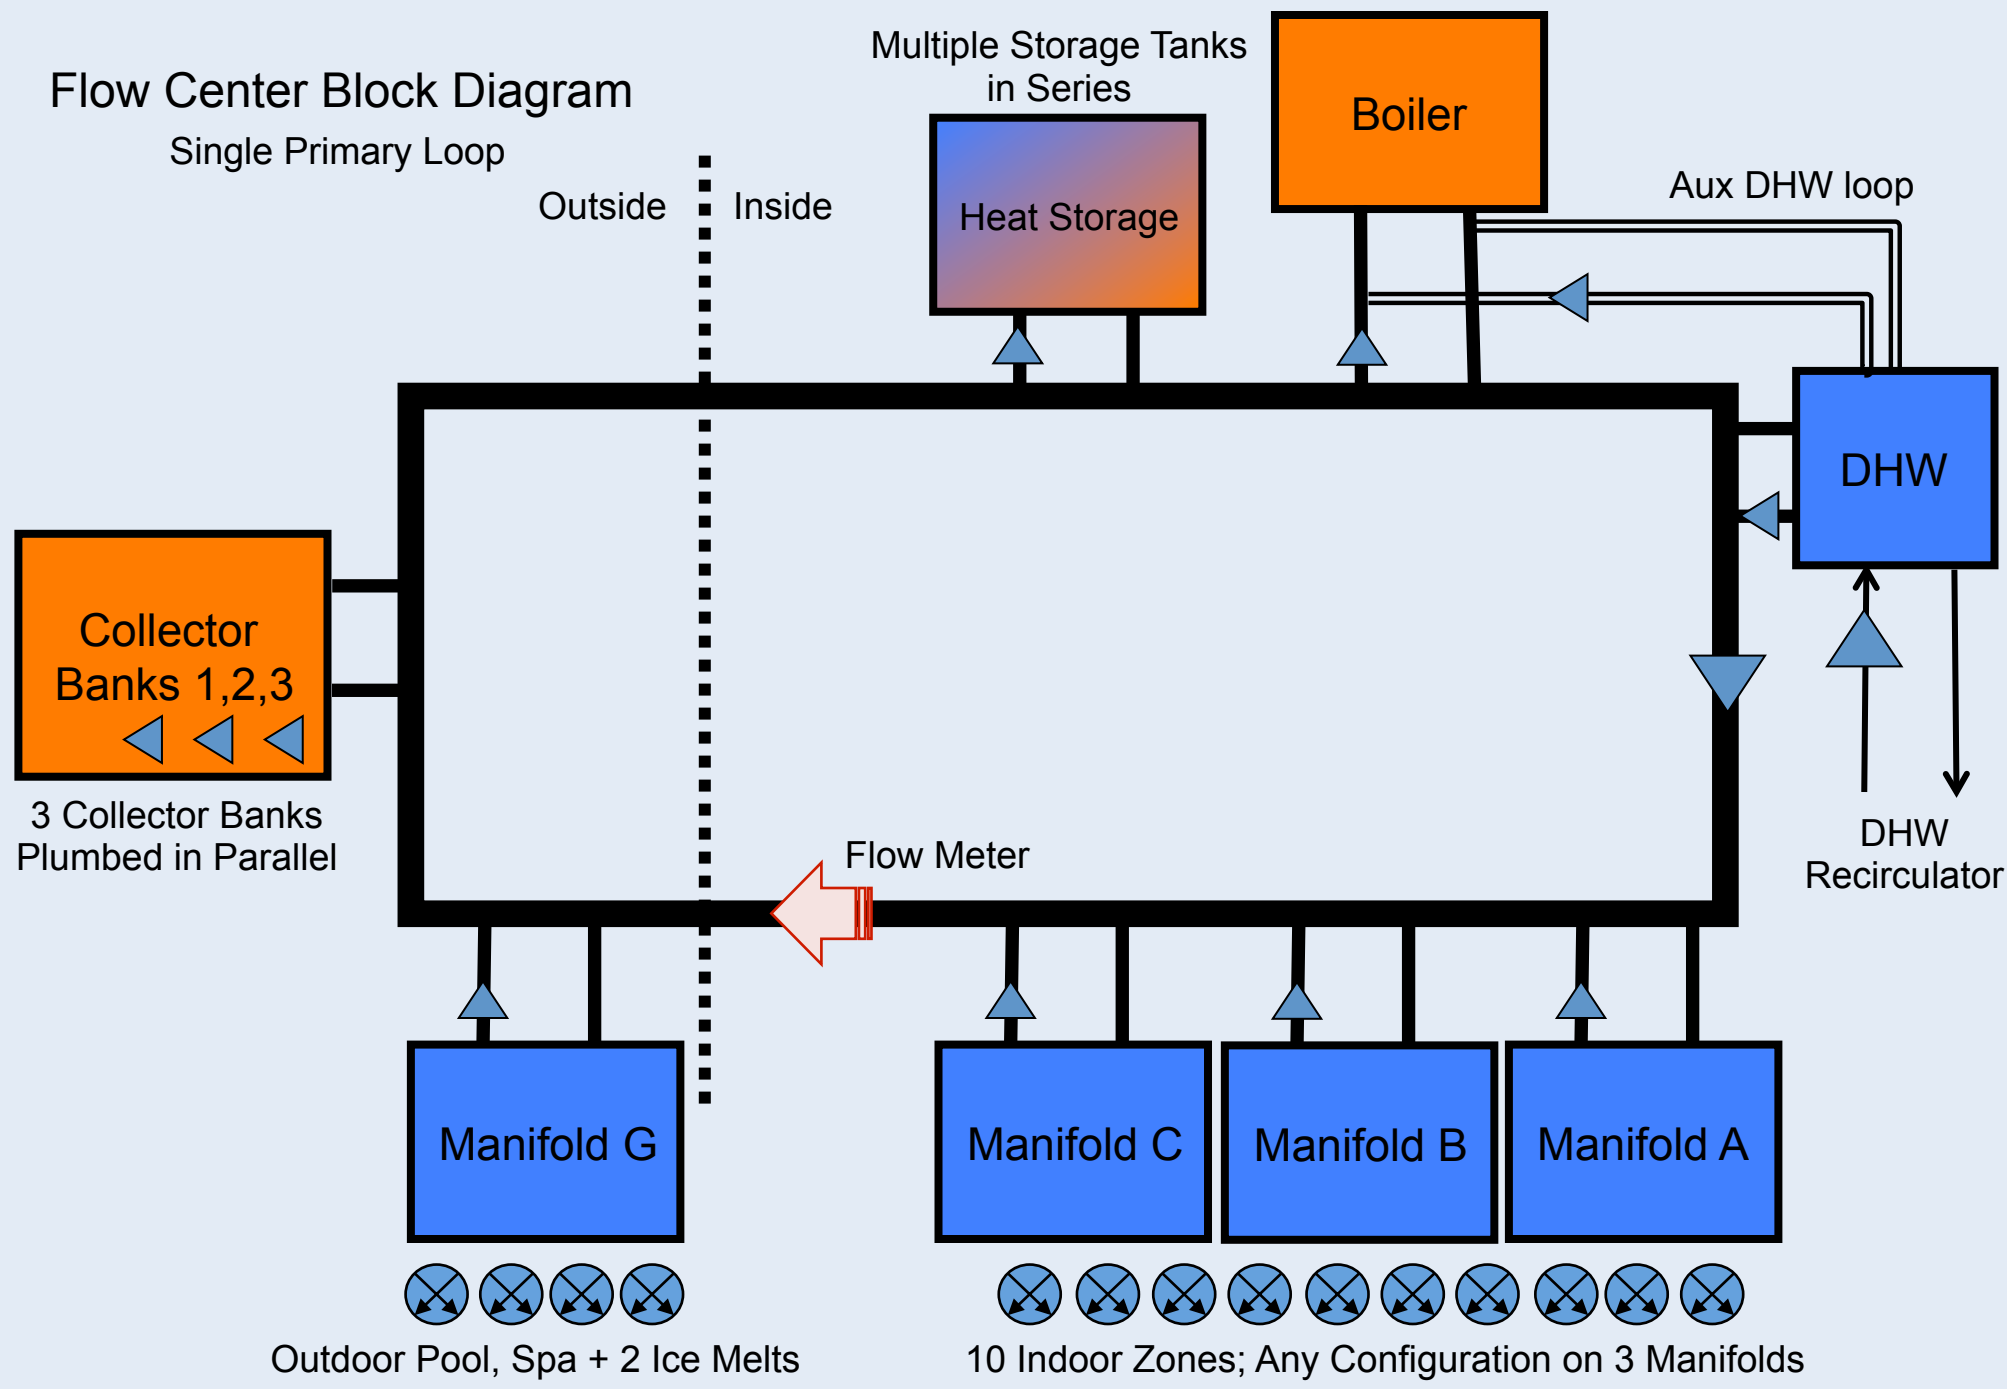 Flow Center Block Diagram
Single Primary Loop
Outside
Inside
Multiple Storage Tanks
in Series
Heat Storage
Boiler
Aux DHW loop
DHW
DHW
Recirculator
Collector
Banks 1,2,3
3 Collector Banks
Plumbed in Parallel
Flow Meter
Manifold G
Manifold C
Manifold B
Manifold A
Outdoor Pool, Spa + 2 Ice Melts
10 Indoor Zones; Any Configuration on 3 Manifolds